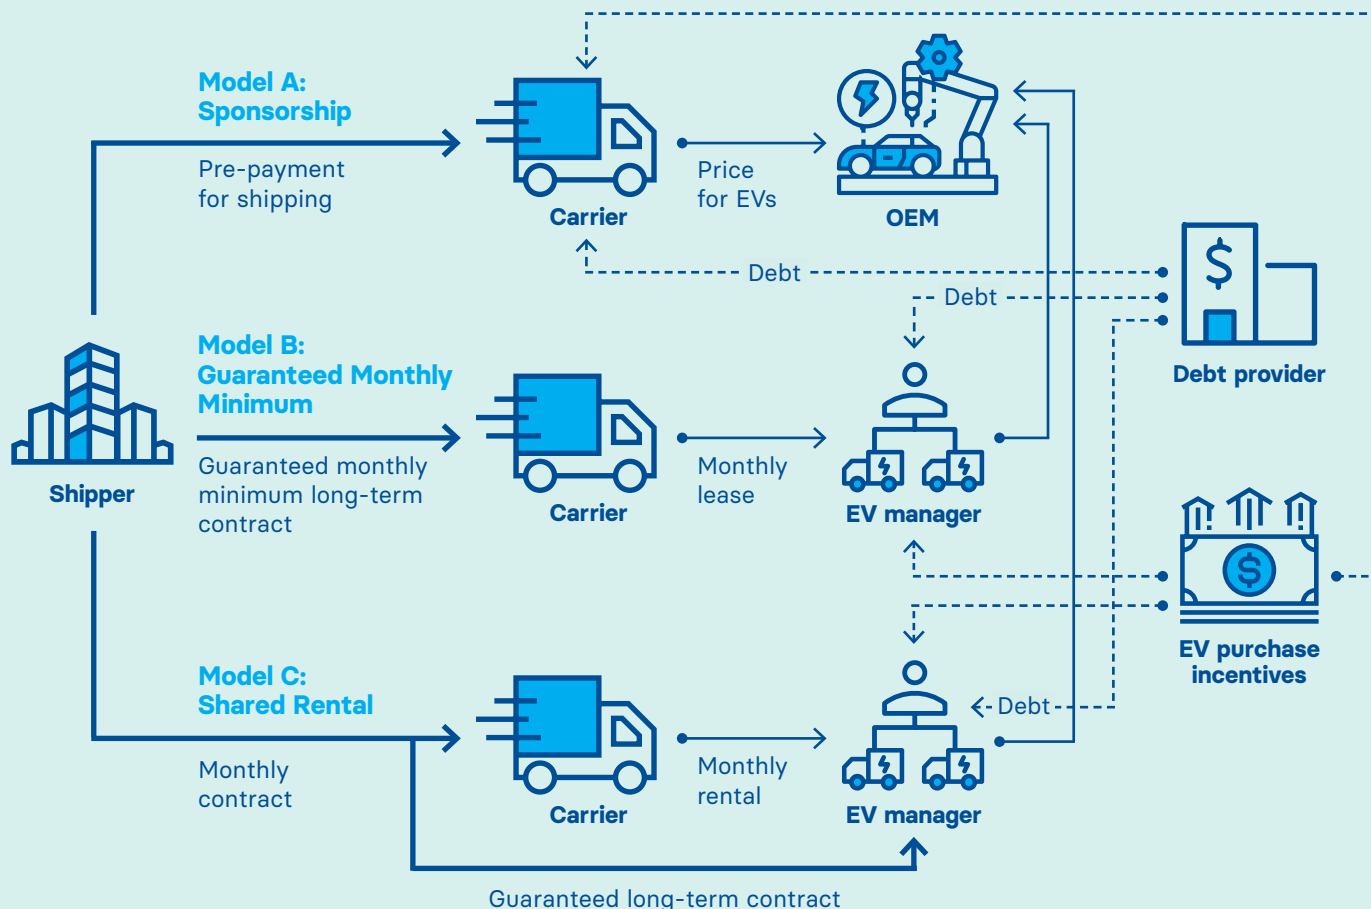 Model A:
Sponsorship
Pre-payment
for shipping
Carrier
Price
for EVs
OEM
Debt
Debt
$
Debt provider
Shipper
Model B:
Guaranteed Monthly
Minimum
Guaranteed monthly
minimum long-term
contract
Carrier
Monthly
lease
EV manager
$
EV purchase
incentives
Model C:
Shared Rental
Monthly
contract
Carrier
Monthly
rental
Debt
EV manager
Guaranteed long-term contract